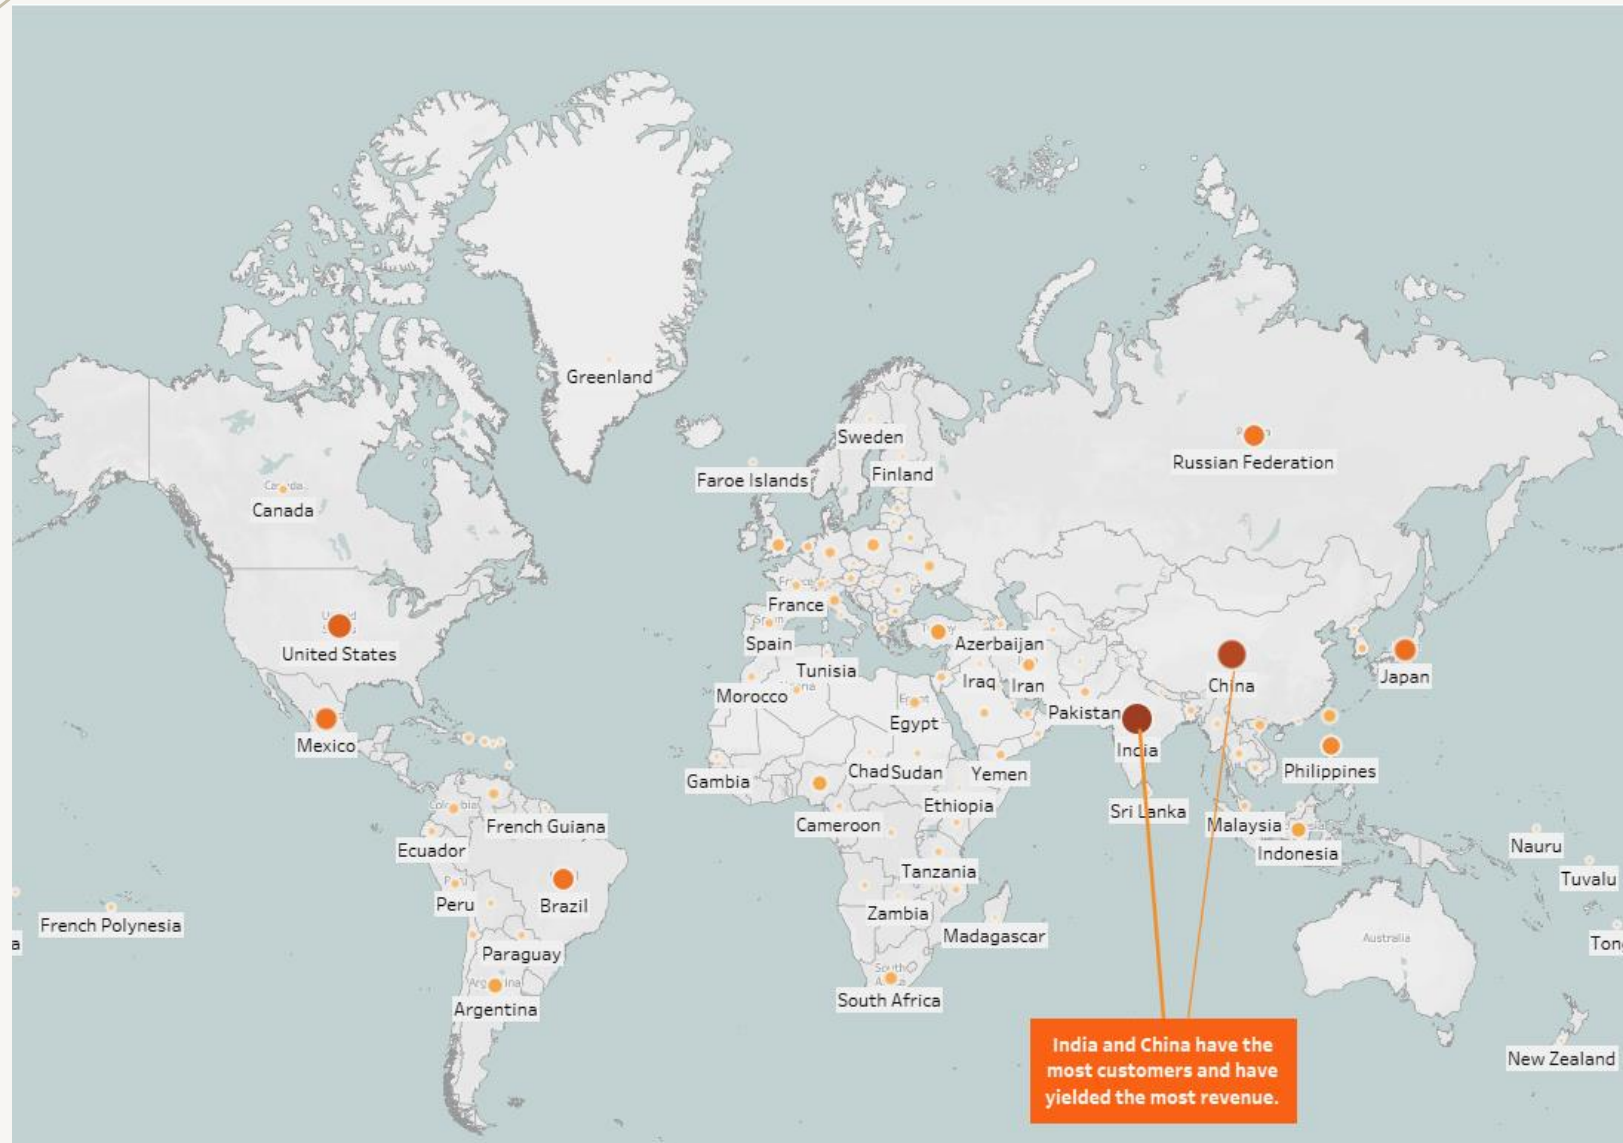 Greenland
Sweden
Finland
Faroe Islands
Russian Federation
Canada
Canada
France
Spain
Azerbaijan
United States
Tunisia
Morocco
Iraq
Iran
China
Japan
Egypt
Pakistan
India
Mexico
Gambia
Chad
Sudan
Yemen
Philippines
Ethiopia
Sri Lanka
Cameroon
Malaysia
French Guiana
Ecuador
Indonesia
Nauru
Tanzania
Tuvalu
Peru
Brazil
Zambia
French Polynesia
Madagascar
Australia
a
Ton
Paraguay
South Africa
Argentina
New Zealand
India and China have the
most customers and have
yielded the most revenue.